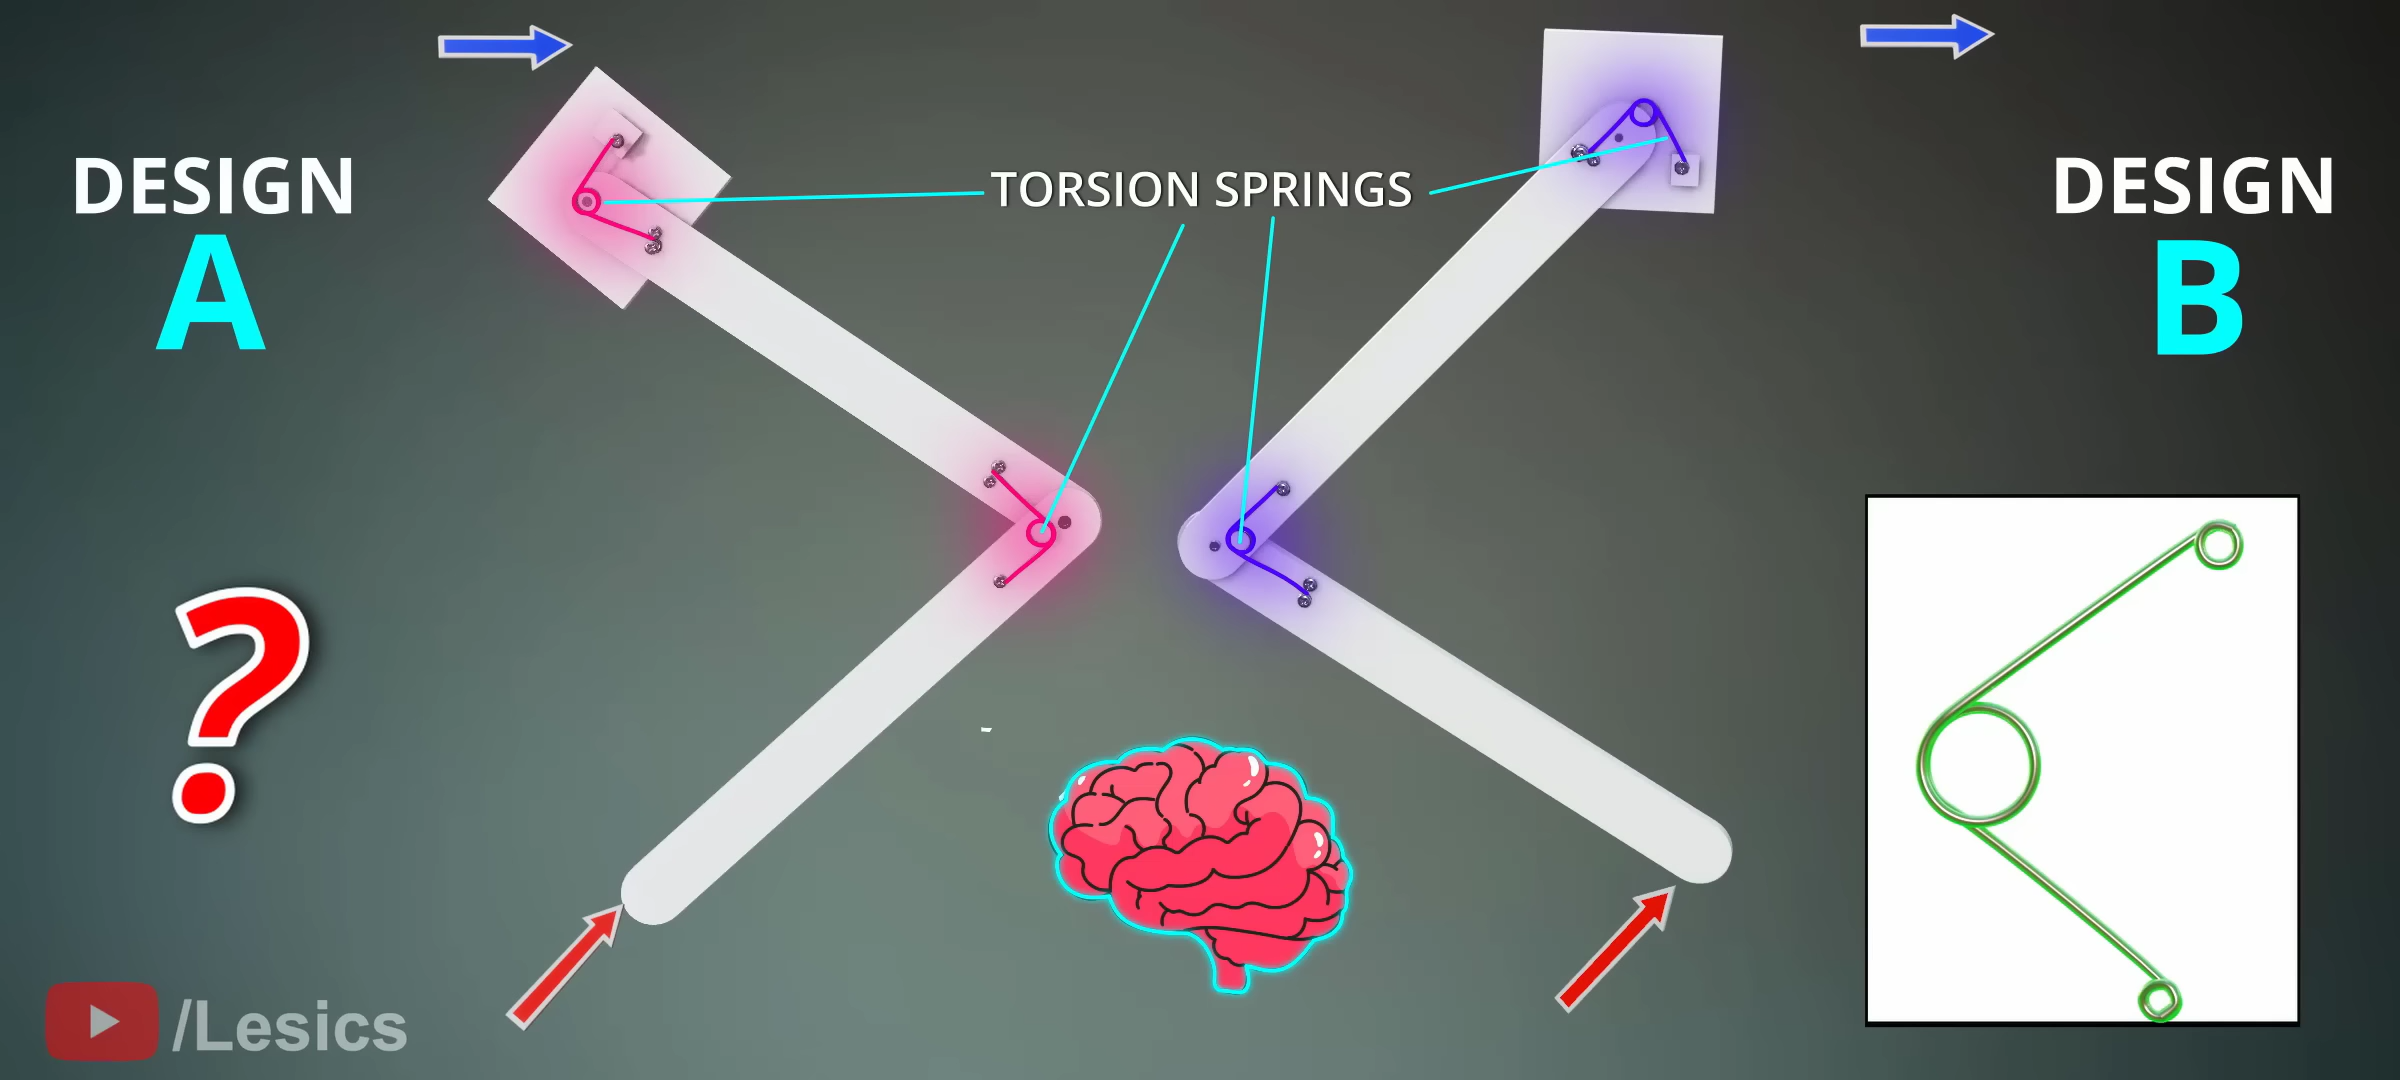 DESIGN
A
TORSION SPRINGS
DESIGN
B
?
/Lesics